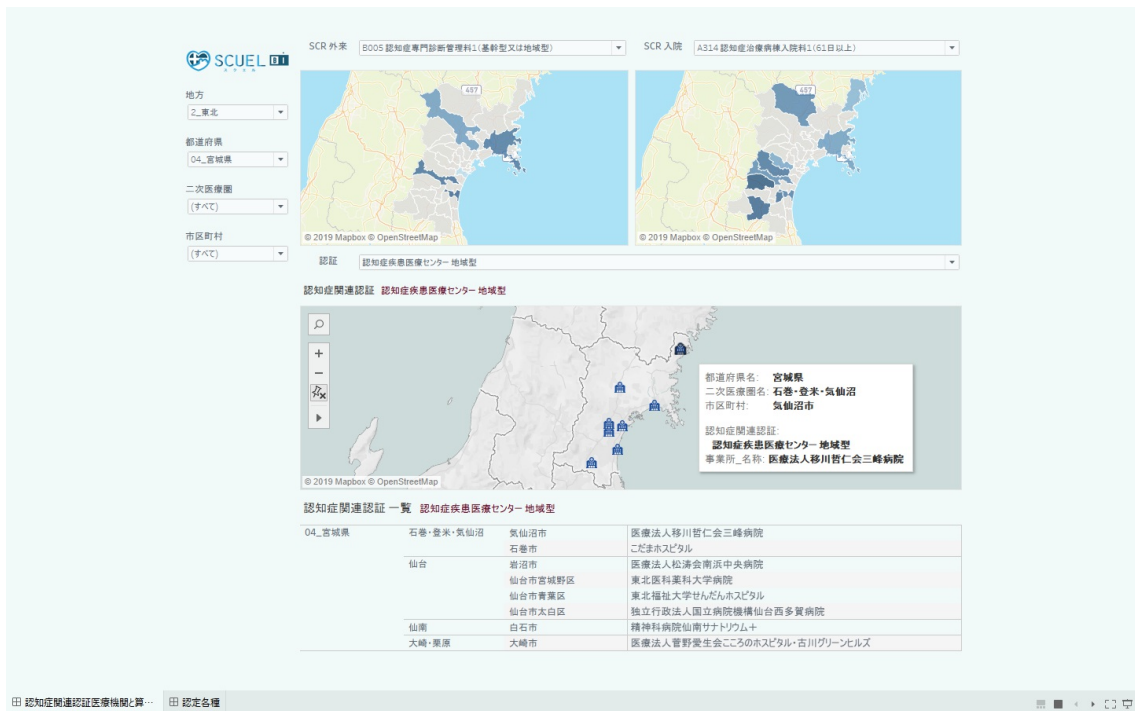 SCR 外来 B005 認知症専門診断管理料1(基幹型又は地域型)
SCR 入院 A314 認知症治療病棟入院料1(61日以上)
SCUEL BI
地方
2_東北
都道府県
04_宮城県
二次医療圏
(すべて)
市区町村
(すべて)
457
457
© 2019 Mapbox © OpenStreetMap
© 2019 Mapbox © OpenStreetMap
認証 認知症疾患医療センター 地域型
認知症関連認証 認知症疾患医療センター 地域型
都道府県名: 宮城県
二次医療圏名: 石巻・登米・気仙沼
市区町村: 気仙沼市
認知症関連認証:
認知症疾患医療センター 地域型
事業所_名称: 医療法人移川哲仁会三峰病院
© 2019 Mapbox © OpenStreetMap
認知症関連認証 一覧 認知症疾患医療センター 地域型
04_宮城県 石巻・登米・気仙沼 気仙沼市 医療法人移川哲仁会三峰病院
石巻市 こだまホスピタル
仙台 岩沼市 医療法人松涛会南浜中央病院
仙台市宮城野区 東北医科薬科大学病院
仙台市青葉区 東北福祉大学せんだんホスピタル
仙台市太白区 独立行政法人国立病院機構仙台西多賀病院
仙南 白石市 精神科病院仙南サナトリウム+
大崎・栗原 大崎市 医療法人菅野愛生会こころのホスピタル・古川グリーンヒルズ
認知症関連認証医療機関と算… 認定各種